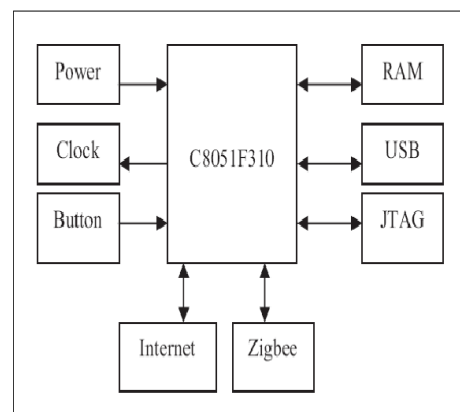 Power
RAM
Clock
C8051F310
USB
Button
JTAG
Internet
Zigbee